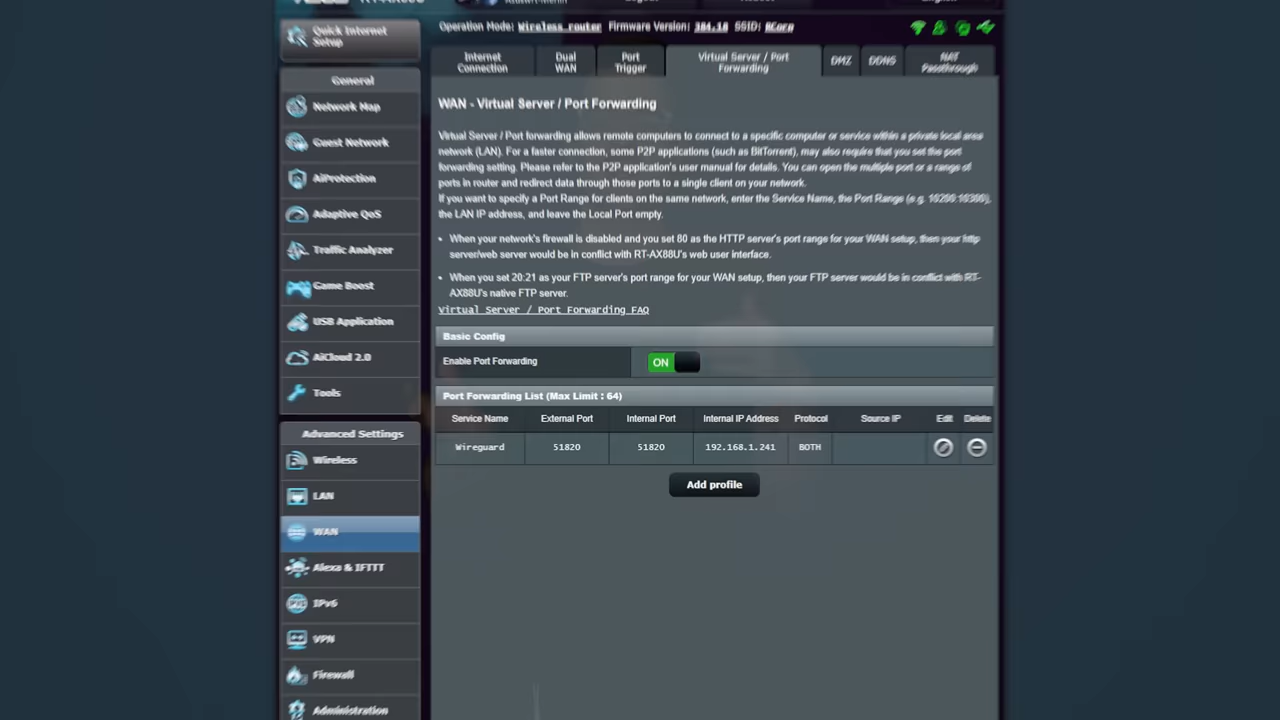 Quick Internet
Setup
General
Network Map
Guest Network
AiProtection
Adaptive QoS
Traffic Analyzer
Game Boost
USB Application
AiCloud 2.0
Tools
Advanced Settings
Wireless
LAN
WAN
Alexa & IFTTT
IPv6
VPN
Firewall
Administration
Operation Mode: Wireless router Firmware Version: 384.18 SSID:
Internet
Connection
Dual
WAN
Port
Trigger
Virtual Server / Port
Forwarding
DMZ
DDNS
NAT
Passthrough
WAN - Virtual Server / Port Forwarding
Virtual Server / Port forwarding allows remote computers to connect to a specific computer or service within a private local area
network (LAN). For a faster connection, some P2P applications (such as BitTorrent), may also require that you set the port
forwarding setting. Please refer to the P2P application's user manual for details. You can open the multiple port or a range of
ports in router and redirect data through those ports to a single client on your network.
If you want to specify a Port Range for clients on the same network, enter the Service Name, the Port Range (e.g. 10200:10300),
the LAN IP address, and leave the Local Port empty.
• When your network's firewall is disabled and you set 80 as the HTTP server's port range for your WAN setup, then your http
server/web server would be in conflict with RT-AX88U's web user interface.
• When you set 20:21 as your FTP server's port range for your WAN setup, then your FTP server would be in conflict with RT-
AX88U's native FTP server.
Virtual Server / Port Forwarding FAQ
Basic Config
Enable Port Forwarding ON
Port Forwarding List (Max Limit : 64)
Service Name External Port Internal Port Internal IP Address Protocol Source IP Edit Delete
Wireguard 51820 51820 192.168.1.241 BOTH
Add profile